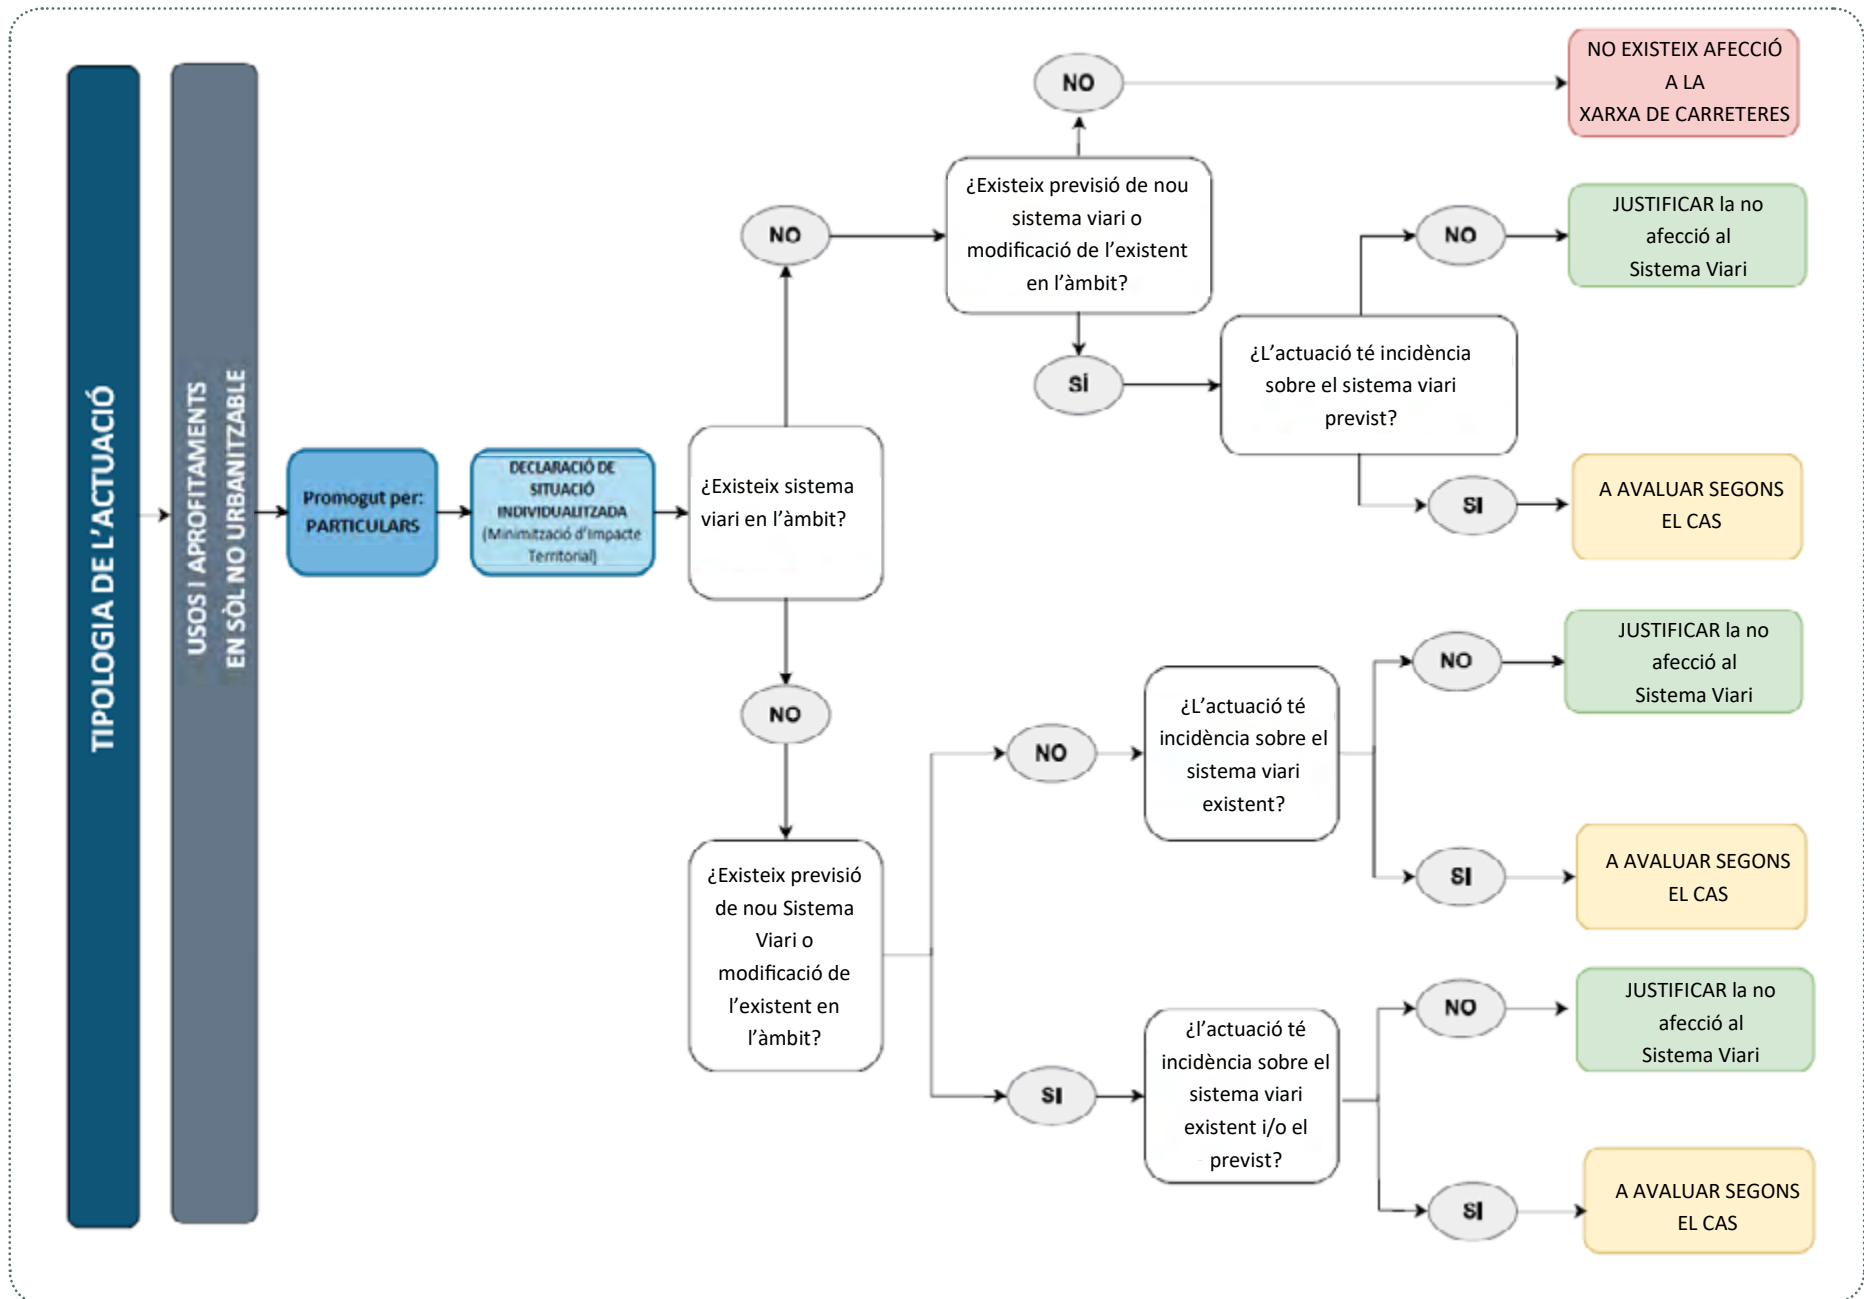 TIPOLOGIA DE L'ACTUACIÓ
USOS I APROFITAMENTS
EN SÒL NO URBANITZABLE
Promogut per:
PARTICULARS
DECLARACIÓ DE
SITUACIÓ
INDIVIDUALITZADA
(Minimització d'Impacte
Territorial)
¿Existeix sistema
viari en l'àmbit?
NO
¿Existeix previsió de nou
sistema viari o
modificació de l'existent
en l'àmbit?
NO
NO EXISTEIX AFECCIÓ
A LA
XARXA DE CARRETERES
SÍ
¿L'actuació té incidència
sobre el sistema viari
previst?
NO
JUSTIFICAR la no
afecció al
Sistema Viari
SI
A AVALUAR SEGONS
EL CAS
NO
¿Existeix previsió
de nou Sistema
Viari o
modificació de
l'existent en
l'àmbit?
NO
¿L'actuació té
incidència sobre el
sistema viari
existent?
NO
JUSTIFICAR la no
afecció al
Sistema Viari
SI
A AVALUAR SEGONS
EL CAS
SI
¿l'actuació té
incidència sobre el
sistema viari
existent i/o el
previst?
NO
JUSTIFICAR la no
afecció al
Sistema Viari
SI
A AVALUAR SEGONS
EL CAS